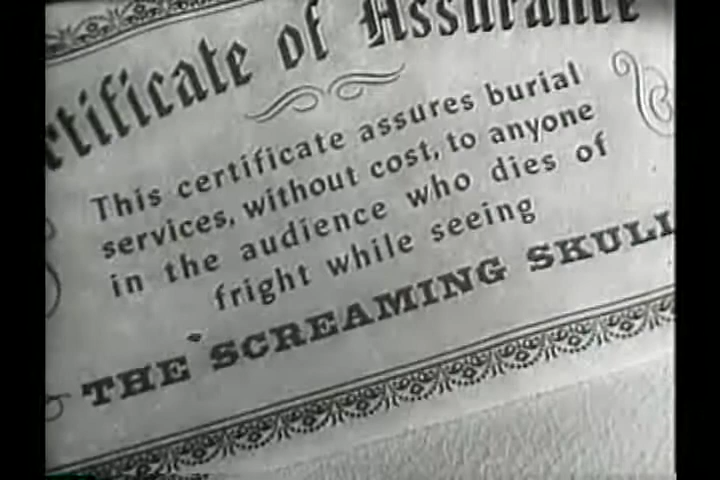 rtificate of Assurance
This certificate assures burial
services, without cost, to anyone
in the audience who dies of
fright while seeing
THE SCREAMING SKULL